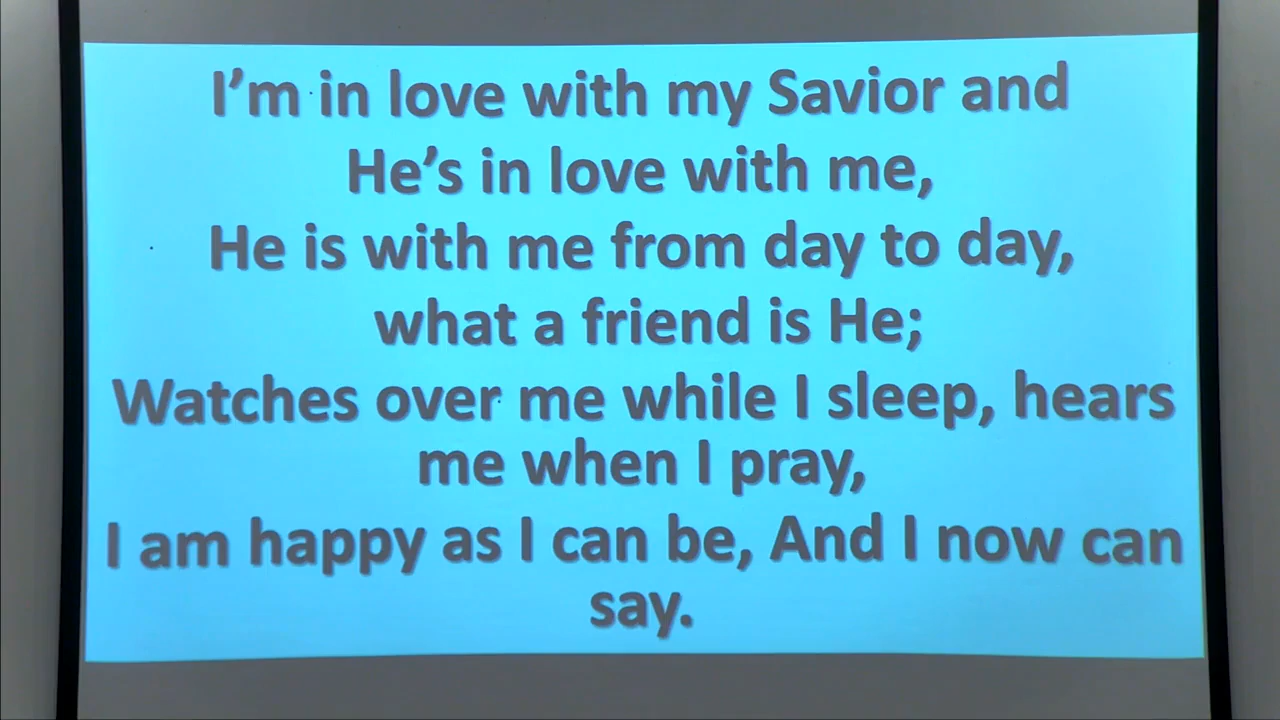 I’m in love with my Savior and
He’s in love with me,
He is with me from day to day,
what a friend is He;
Watches over me while I sleep, hears
me when I pray,
I am happy as I can be, And I now can
say.